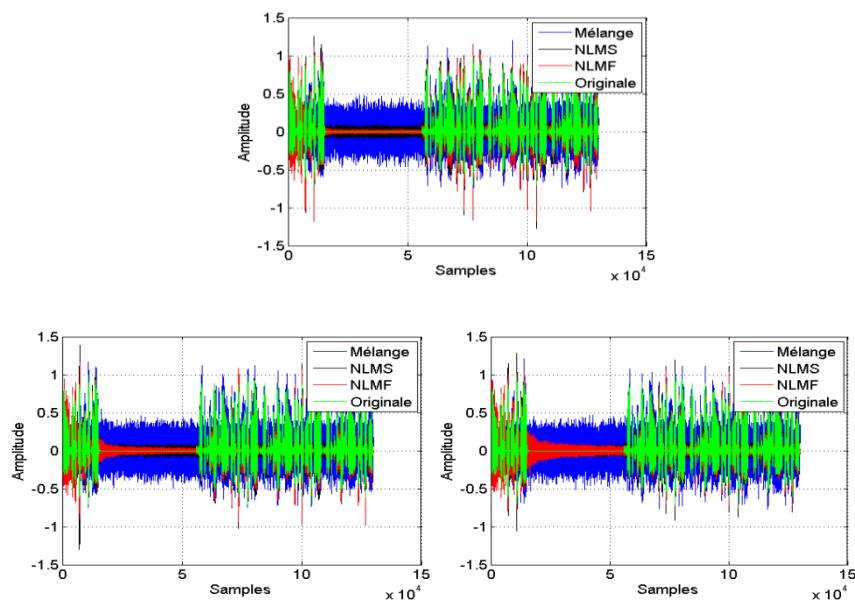 1.5
1
0.5
0
-0.5
-1
-1.5
Amplitude
0
5
10
15
Samples
x 10^4
Mélange
NLMS
NLMF
Originale
1.5
1
0.5
0
-0.5
-1
-1.5
Amplitude
0
5
10
15
Samples
x 10^4
Mélange
NLMS
NLMF
Originale
1.5
1
0.5
0
-0.5
-1
-1.5
Amplitude
0
5
10
15
Samples
x 10^4
Mélange
NLMS
NLMF
Originale